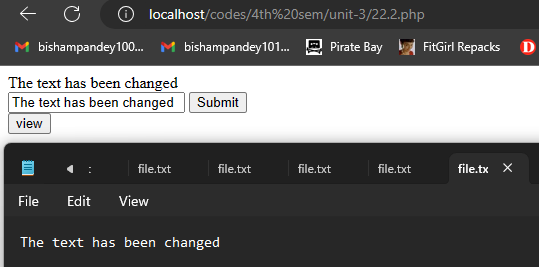 localhost/codes/4th%20sem/unit-3/22.2.php
bishampandey100... bishampandey101... Pirate Bay FitGirl Repacks
The text has been changed
The text has been changed Submit
view
file.txt file.txt file.txt file.txt file.tx
File Edit View
The text has been changed